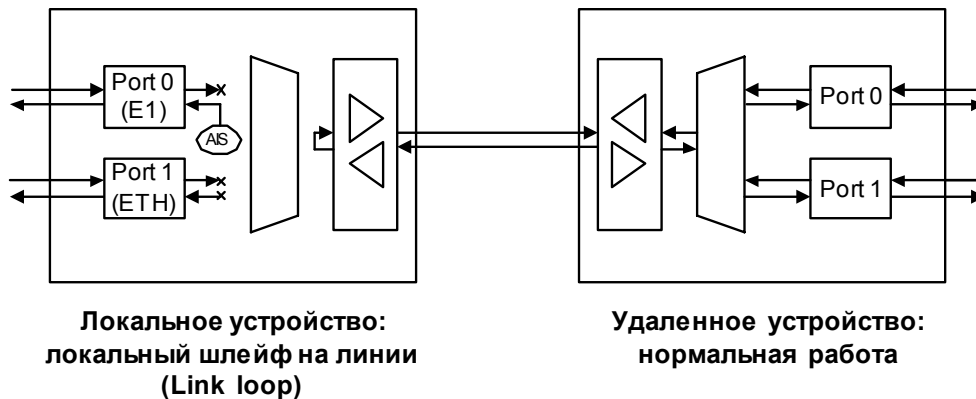 Port 0
(E1)
AIS
Port 1
(ETH)
Port 0
Port 1
Локальное устройство:
локальный шлейф на линии
(Link loop)
Удаленное устройство:
нормальная работа